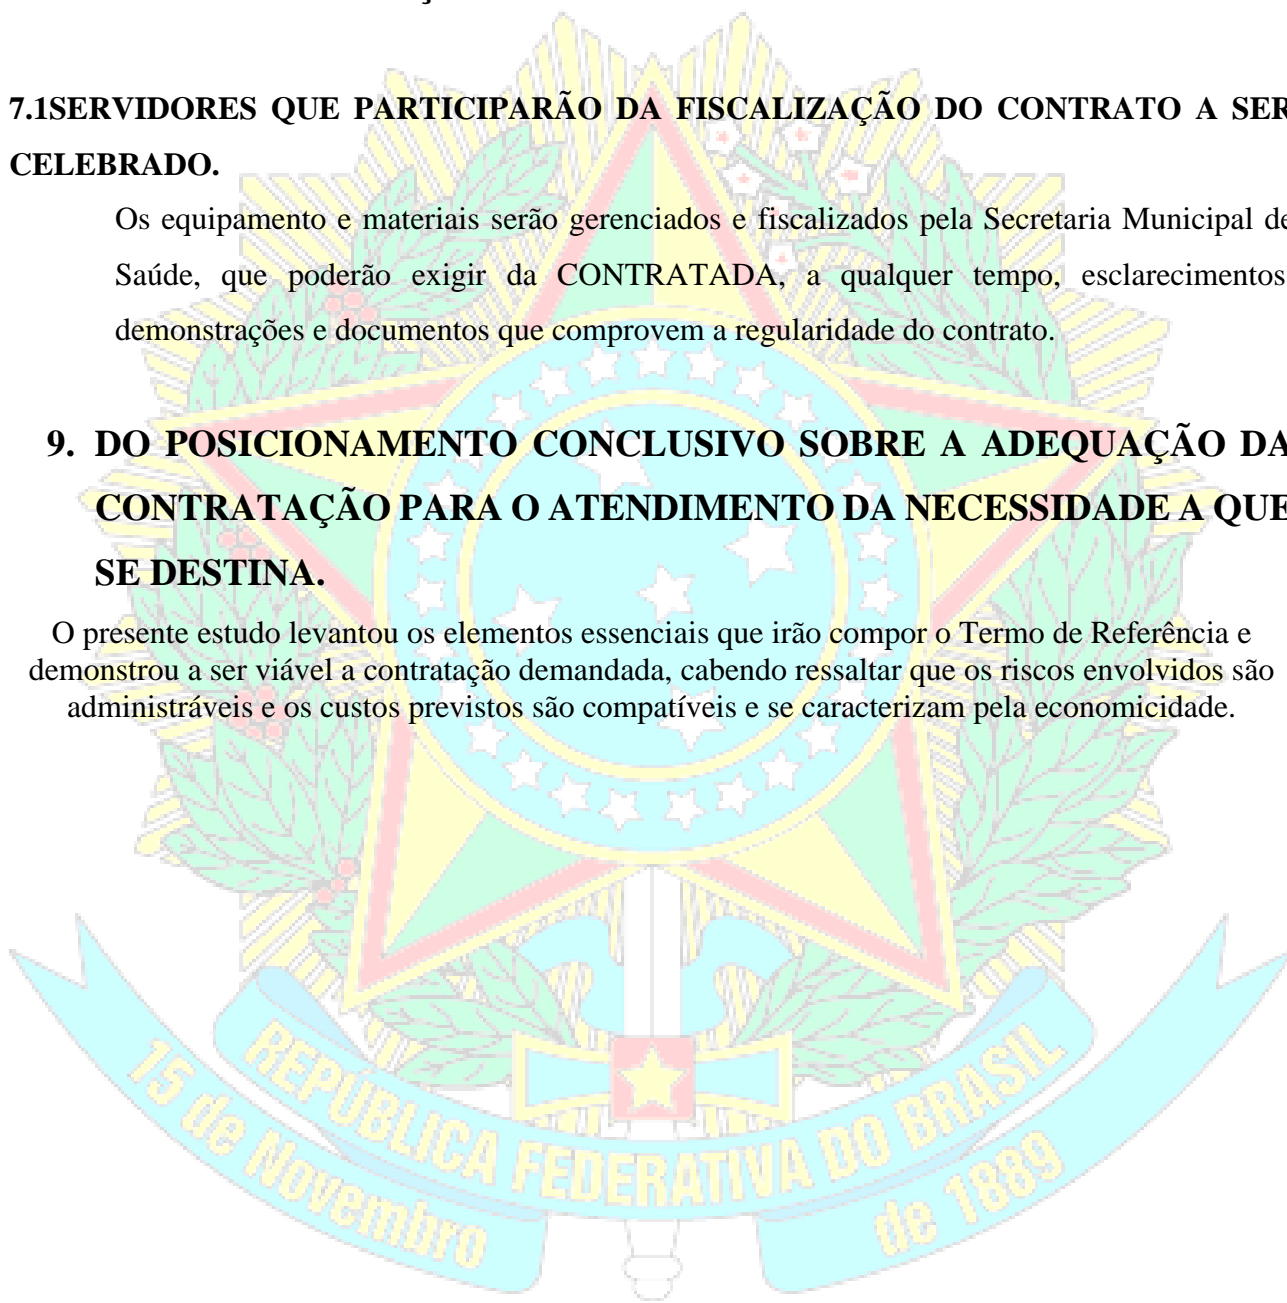 7.1SERVIDORES QUE PARTICIPARÃO DA FISCALIZAÇÃO DO CONTRATO A SER
CELEBRADO.
Os equipamento e materiais serão gerenciados e fiscalizados pela Secretaria Municipal de
Saúde, que poderão exigir da CONTRATADA, a qualquer tempo, esclarecimentos
demonstrações e documentos que comprovem a regularidade do contrato.
9. DO POSICIONAMENTO CONCLUSIVO SOBRE A ADEQUAÇÃO DA
CONTRATAÇÃO PARA O ATENDIMENTO DA NECESSIDADE A QUE
SE DESTINA.
O presente estudo levantou os elementos essenciais que irão compor o Termo de Referência e
demonstrou a ser viável a contratação demandada, cabendo ressaltar que os riscos envolvidos são
administráveis e os custos previstos são compatíveis e se caracterizam pela economicidade.
REPÚBLICA FEDERATIVA DO BRASIL
15 de Novembro
de 1889